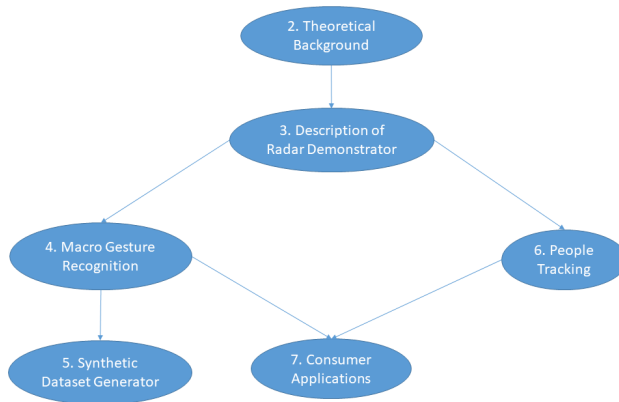 2. Theoretical
Background
3. Description of
Radar Demonstrator
4. Macro Gesture
Recognition
6. People
Tracking
5. Synthetic
Dataset Generator
7. Consumer
Applications